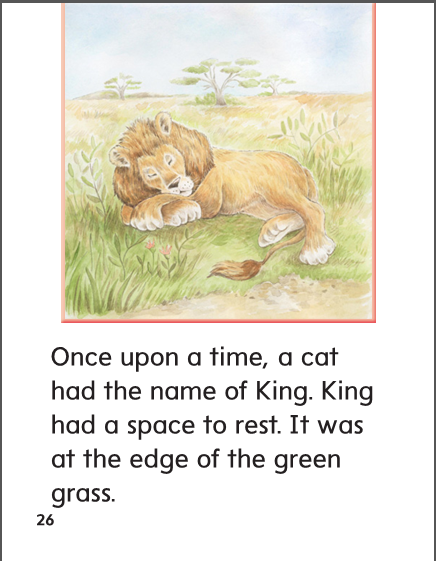 Once upon a time, a cat
had the name of King. King
had a space to rest. It was
at the edge of the green
grass.
26